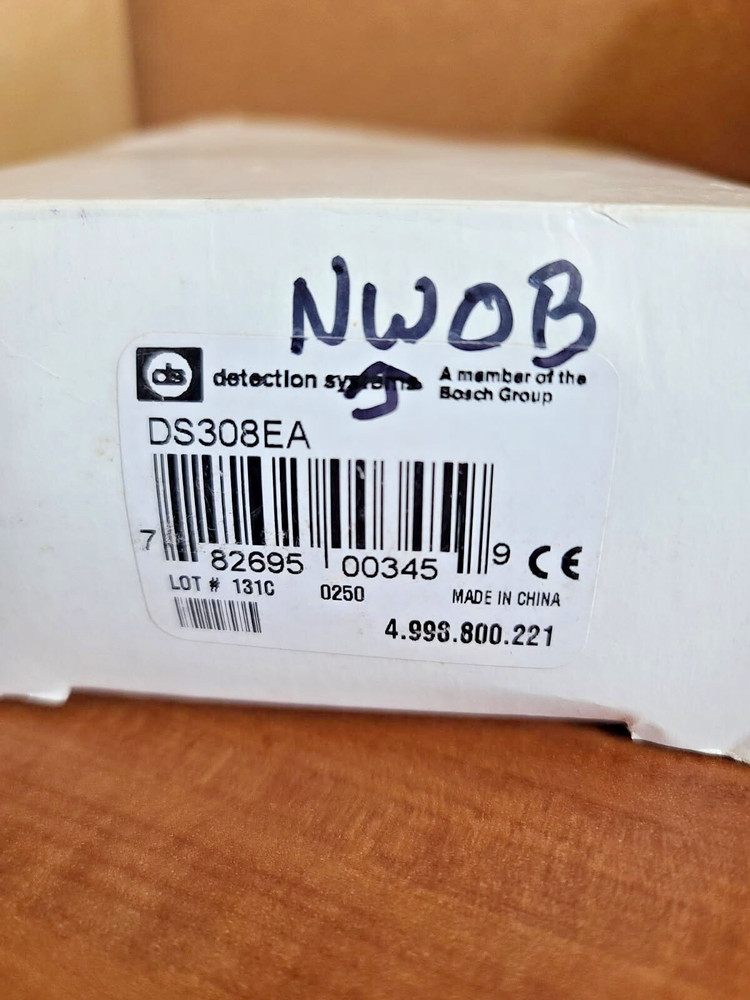 NWOB
ds detection systems A member of the
Bosch Group
DS308EA
7 82695 00345 9 CE
LOT # 131C 0250 MADE IN CHINA
4.998.800.221